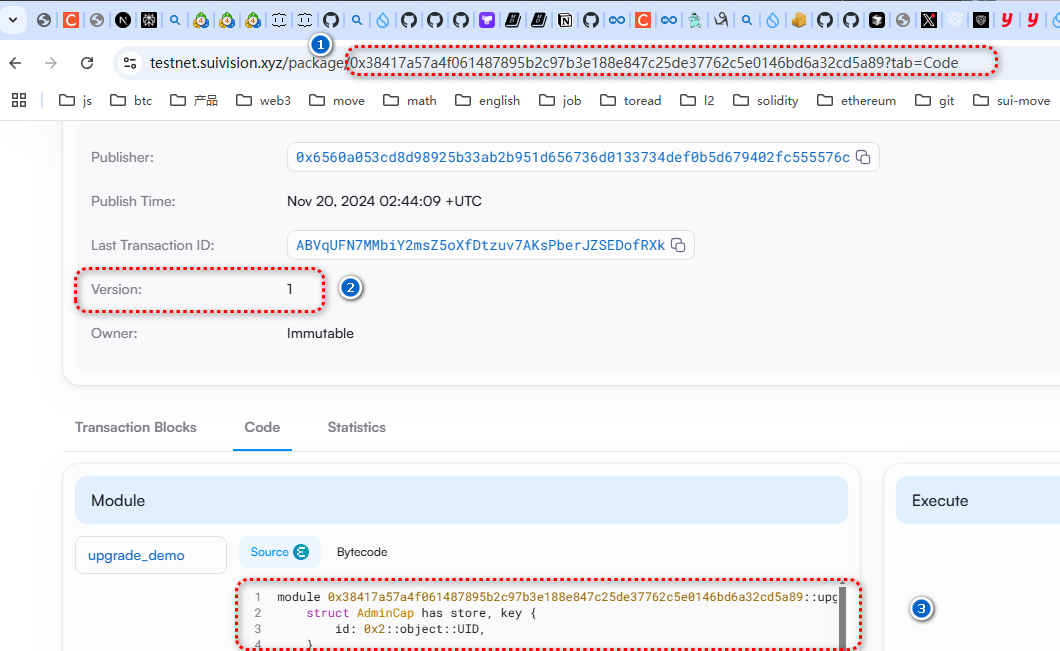 1
testnet.suivision.xyz/package/0x38417a57a4f061487895b2c97b3e188e847c25de37762c5e0146bd6a32cd5a89?tab=Code
js btc 产品 web3 move math english job toread l2 solidity ethereum git sui-move
Publisher: 0x6560a053cd8d98925b33ab2b951d656736d0133734def0b5d679402fc555576c
Publish Time: Nov 20, 2024 02:44:09 +UTC
Last Transaction ID: ABVqUFN7MMbiY2msZ5oXfDtzuv7AKsPberJZSEDofRXk
Version: 1 2
Owner: Immutable
Transaction Blocks Code Statistics
Module Execute
upgrade_demo Source Bytecode
1 module 0x38417a57a4f061487895b2c97b3e188e847c25de37762c5e0146bd6a32cd5a89::upg
2 struct AdminCap has store, key { 3
3 id: 0x2::object::UID,
4 }